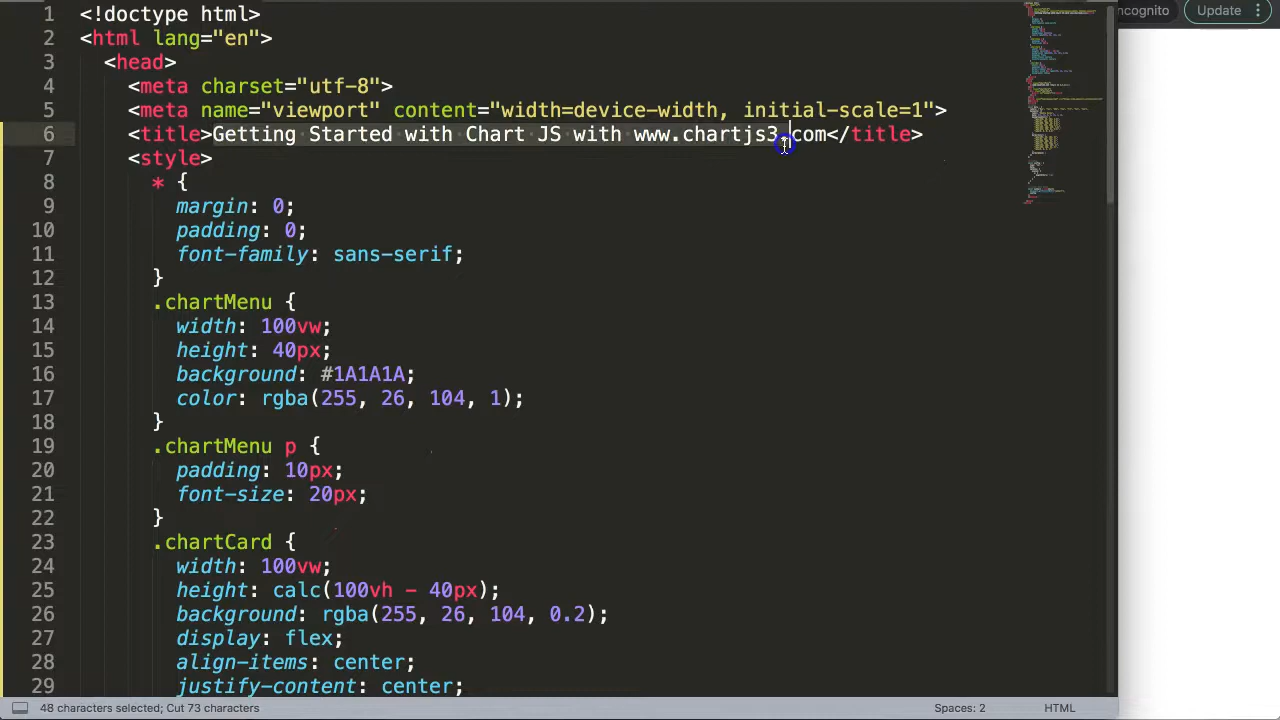 cognito
Update
1 <!doctype html>
2 <html lang="en">
3 <head>
4 <meta charset="utf-8">
5 <meta name="viewport" content="width=device-width, initial-scale=1">
6 <title>Getting Started with Chart JS with www.chartjs3.com</title>
7 <style>
8 * {
9 margin: 0;
10 padding: 0;
11 font-family: sans-serif;
12 }
13 .chartMenu {
14 width: 100vw;
15 height: 40px;
16 background: #1A1A1A;
17 color: rgba(255, 26, 104, 1);
18 }
19 .chartMenu p {
20 padding: 10px;
21 font-size: 20px;
22 }
23 .chartCard {
24 width: 100vw;
25 height: calc(100vh - 40px);
26 background: rgba(255, 26, 104, 0.2);
27 display: flex;
28 align-items: center;
29 justify-content: center;
48 characters selected; Cut 73 characters
Spaces: 2
HTML